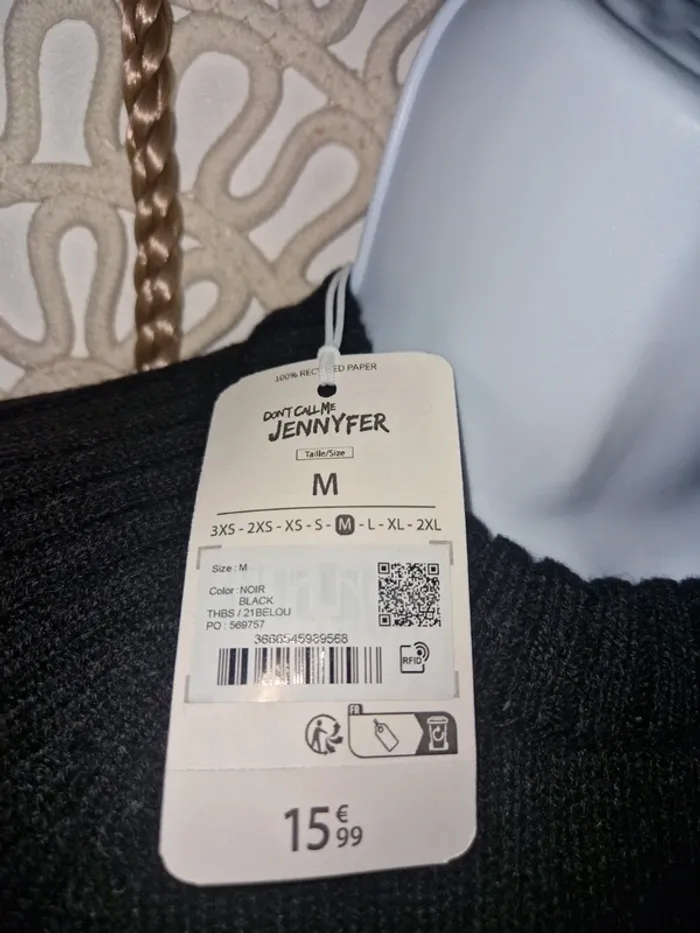 100% RECYCLED PAPER
DON'T CALL ME
JENNYFER
Taille/Size
M
3XS - 2XS - XS - S - M - L - XL - 2XL
Size : M
Color : NOIR
BLACK
THBS / 21BELOU
PO : 569757
3666545989568
RFID
FR
15€99